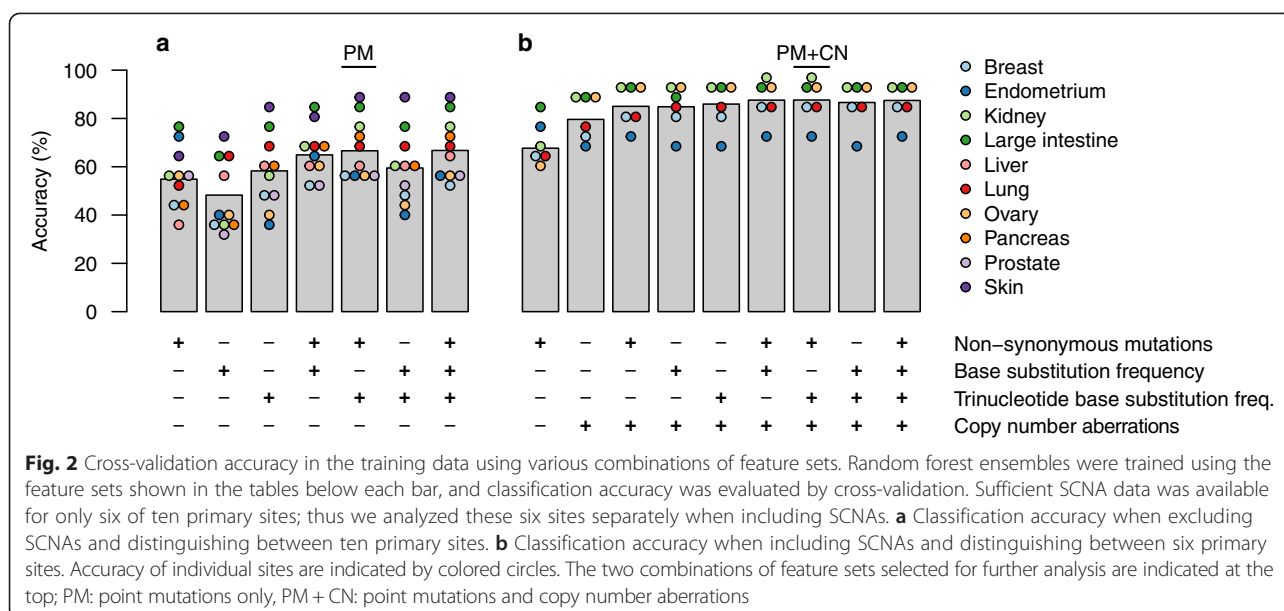 a
b
PM
PM+CN
Accuracy (%)
100
80
60
40
20
0
Breast
Endometrium
Kidney
Large intestine
Liver
Lung
Ovary
Pancreas
Prostate
Skin
+ − − + + − + + − + − − + + − + Non−synonymous mutations
− + − + − + + − − − + − + − + + Base substitution frequency
− − + − + + + − − − − + − + + + Trinucleotide base substitution freq.
− − − − − − − − + + + + + + + + Copy number aberrations
Fig. 2 Cross-validation accuracy in the training data using various combinations of feature sets. Random forest ensembles were trained using the
feature sets shown in the tables below each bar, and classification accuracy was evaluated by cross-validation. Sufficient SCNA data was available
for only six of ten primary sites; thus we analyzed these six sites separately when including SCNAs. a Classification accuracy when excluding
SCNAs and distinguishing between ten primary sites. b Classification accuracy when including SCNAs and distinguishing between six primary
sites. Accuracy of individual sites are indicated by colored circles. The two combinations of feature sets selected for further analysis are indicated at the
top; PM: point mutations only, PM + CN: point mutations and copy number aberrations